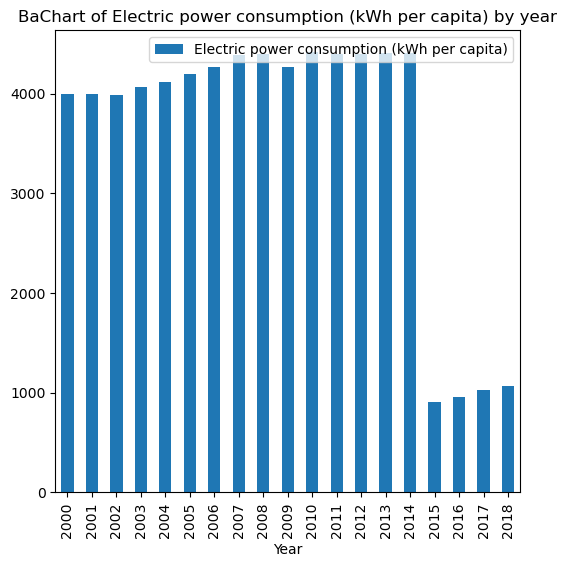 BaChart of Electric power consumption (kWh per capita) by year
Electric power consumption (kWh per capita)
4000
3000
2000
1000
0
2000 2001 2002 2003 2004 2005 2006 2007 2008 2009 2010 2011 2012 2013 2014 2015 2016 2017 2018
Year